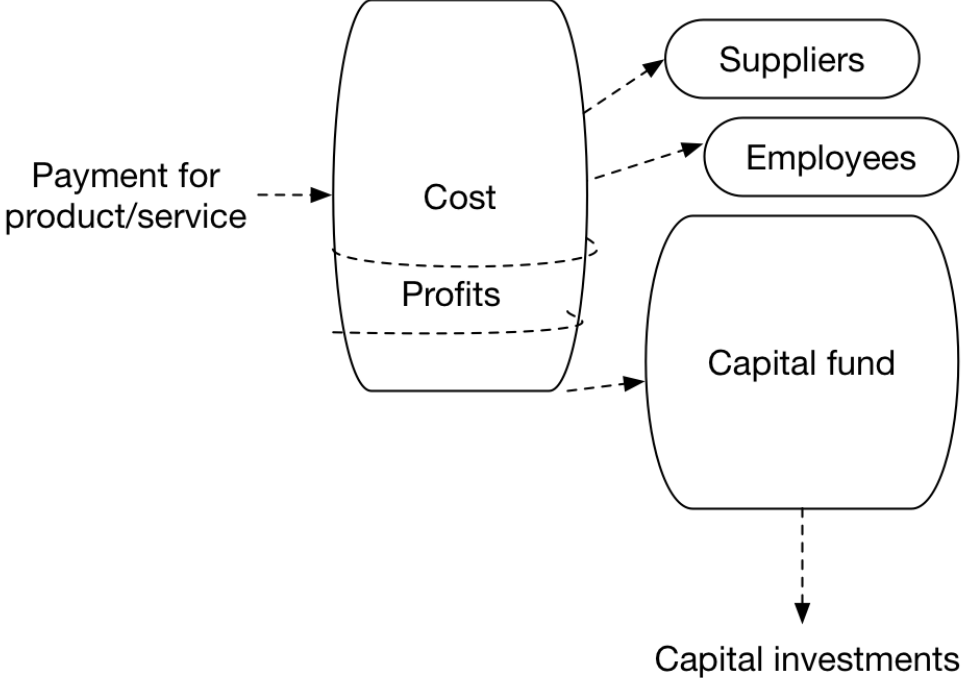 Payment for
product/service
Cost
Profits
Suppliers
Employees
Capital fund
Capital investments